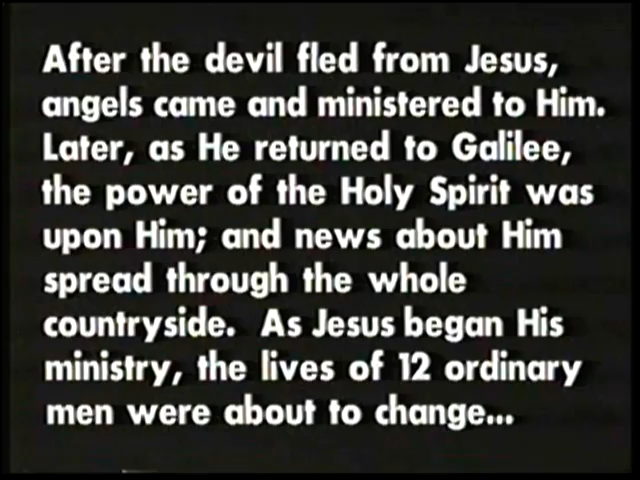 After the devil fled from Jesus,
angels came and ministered to Him.
Later, as He returned to Galilee,
the power of the Holy Spirit was
upon Him; and news about Him
spread through the whole
countryside. As Jesus began His
ministry, the lives of 12 ordinary
men were about to change...